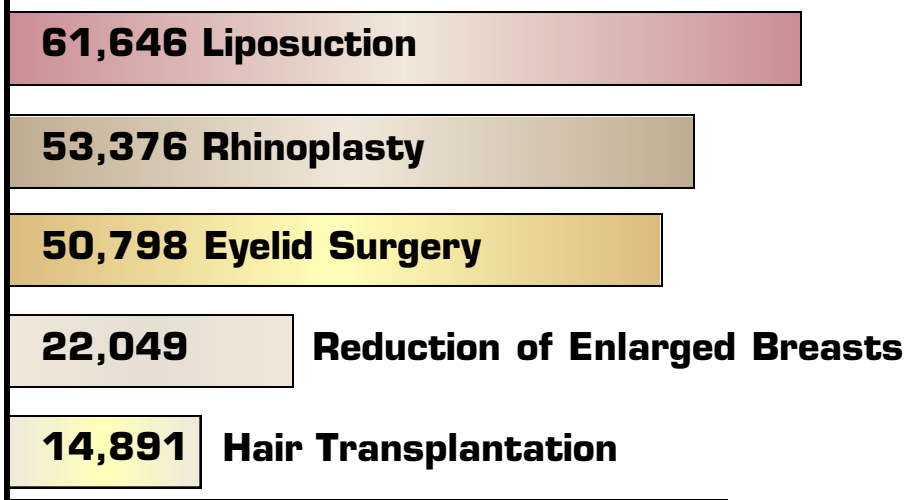 61,646 Liposuction
53,376 Rhinoplasty
50,798 Eyelid Surgery
22,049 Reduction of Enlarged Breasts
14,891 Hair Transplantation